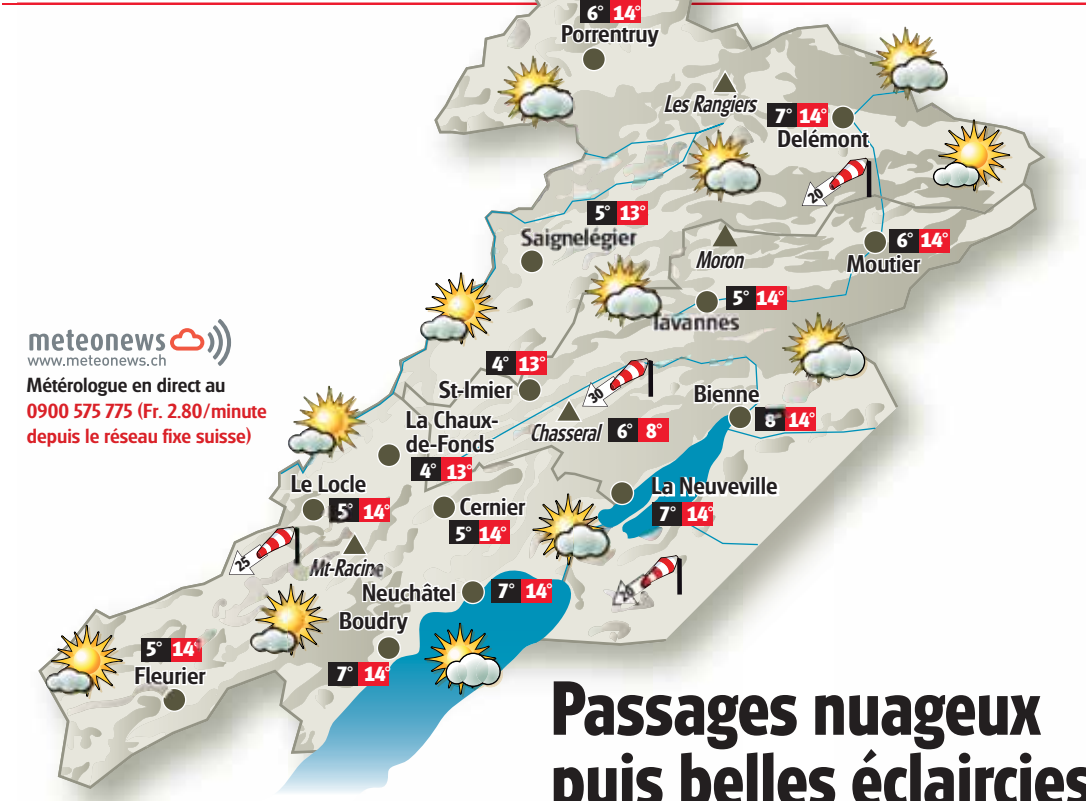 6° 14°
Porrentruy
Les Rangiers
7° 14°
Delémont
20
5° 13°
Saignelégier
Moron
6° 14°
Moutier
5° 14°
Tavannes
meteonews
www.meteonews.ch
Météorologue en direct au
0900 575 775 (Fr. 2.80/minute
depuis le réseau fixe suisse)
4° 13°
St-Imier
30
Chasseral 6° 8°
Bienne
8° 14°
La Chaux-
de-Fonds
4° 13°
Le Locle
5° 14°
Cernier
5° 14°
La Neuveville
7° 14°
25
Mt-Racine
20
Neuchâtel 7° 14°
Boudry
7° 14°
5° 14°
Fleurier
Passages nuageux
puis belles éclaircies